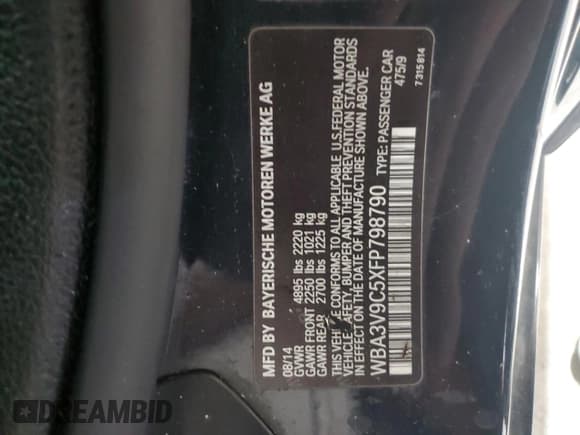 MFD BY BAYERISCHE MOTOREN WERKE AG
08/14
GVWR 4895 lbs 2220 kg
GAWR FRONT 2250 lbs 1021 kg
GAWR REAR 2700 lbs 1225 kg
THIS VEHICLE CONFORMS TO ALL APPLICABLE U.S. FEDERAL MOTOR
VEHICLE SAFETY, BUMPER AND THEFT PREVENTION STANDARDS
IN EFFECT ON THE DATE OF MANUFACTURE SHOWN ABOVE.
WBA3V9C5XFP798790 TYPE: PASSENGER CAR
475/9
7 315 814
DREAMBID